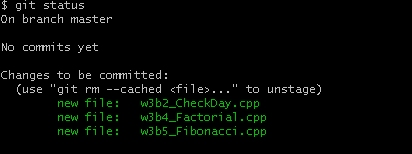 $ git status
On branch master
No commits yet
Changes to be committed:
(use "git rm --cached <file>..." to unstage)
new file: w3b2_CheckDay.cpp
new file: w3b4_Factorial.cpp
new file: w3b5_Fibonacci.cpp